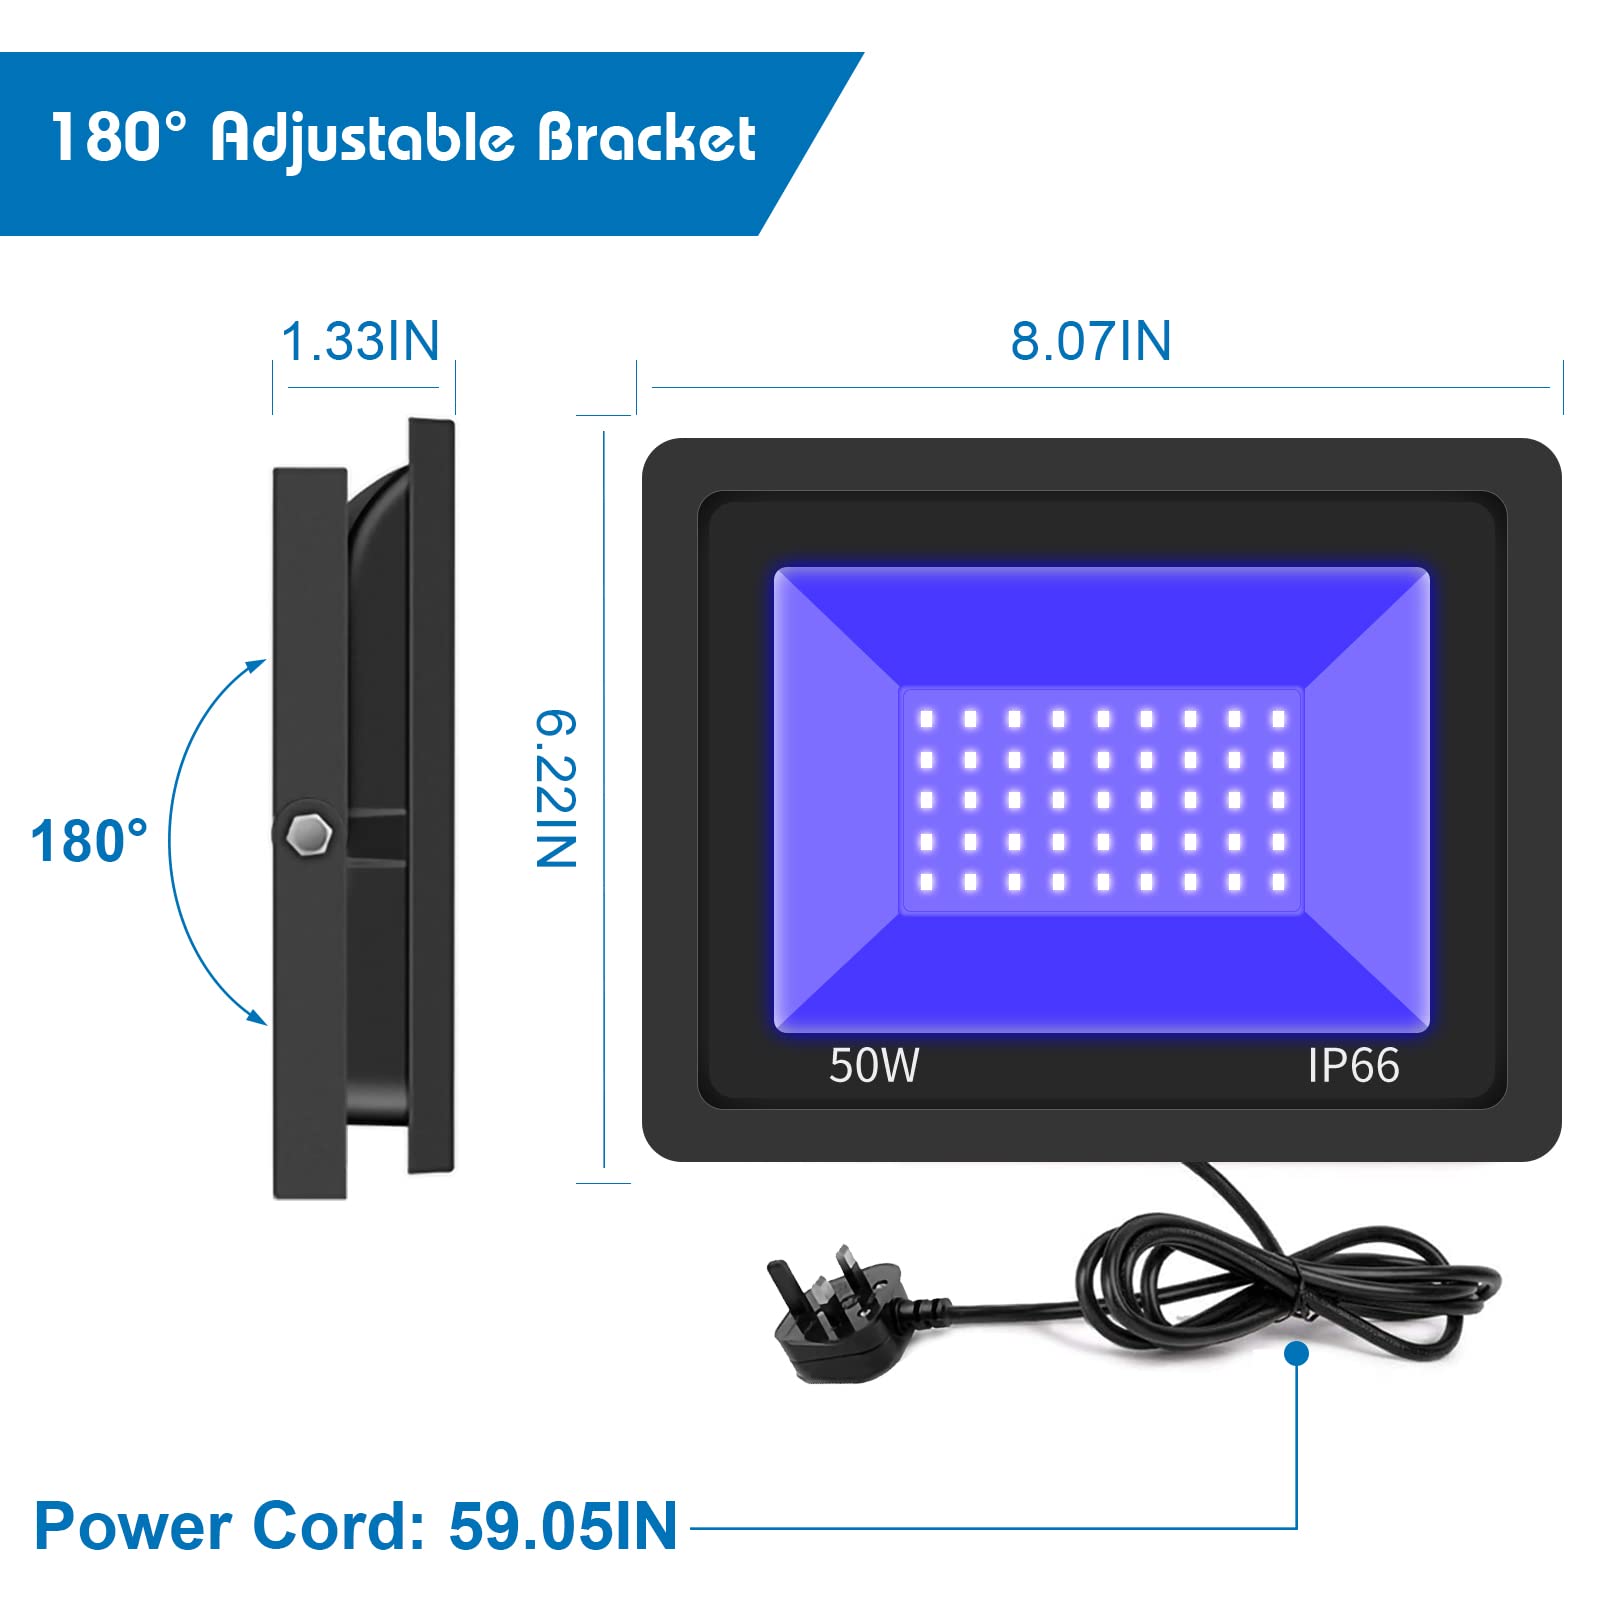 180° Adjustable Bracket
1.33IN
8.07IN
6.22IN
180°
50W
IP66
Power Cord: 59.05IN